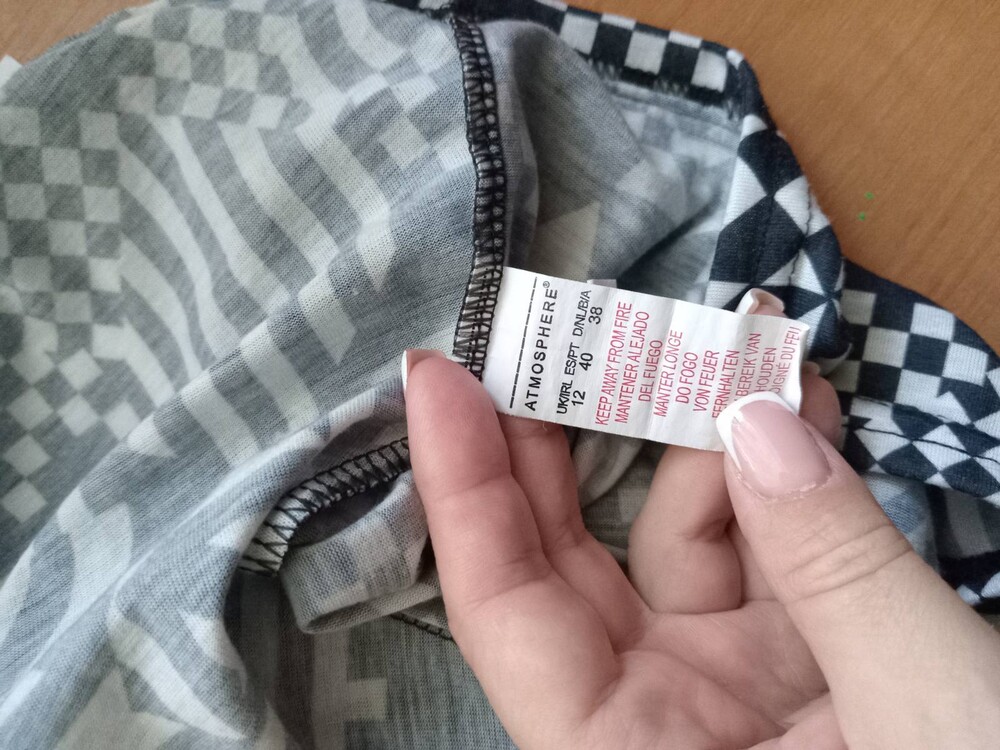 ATMOSPHERE®
UK/IRL ES/PT D/NL/B/A
12 40 38
KEEP AWAY FROM FIRE
MANTENER ALEJADO
DEL FUEGO
MANTER LONGE
DO FOGO
VON FEUER
FERNHALTEN
BEREIK VAN
HOUDEN
DU FEU